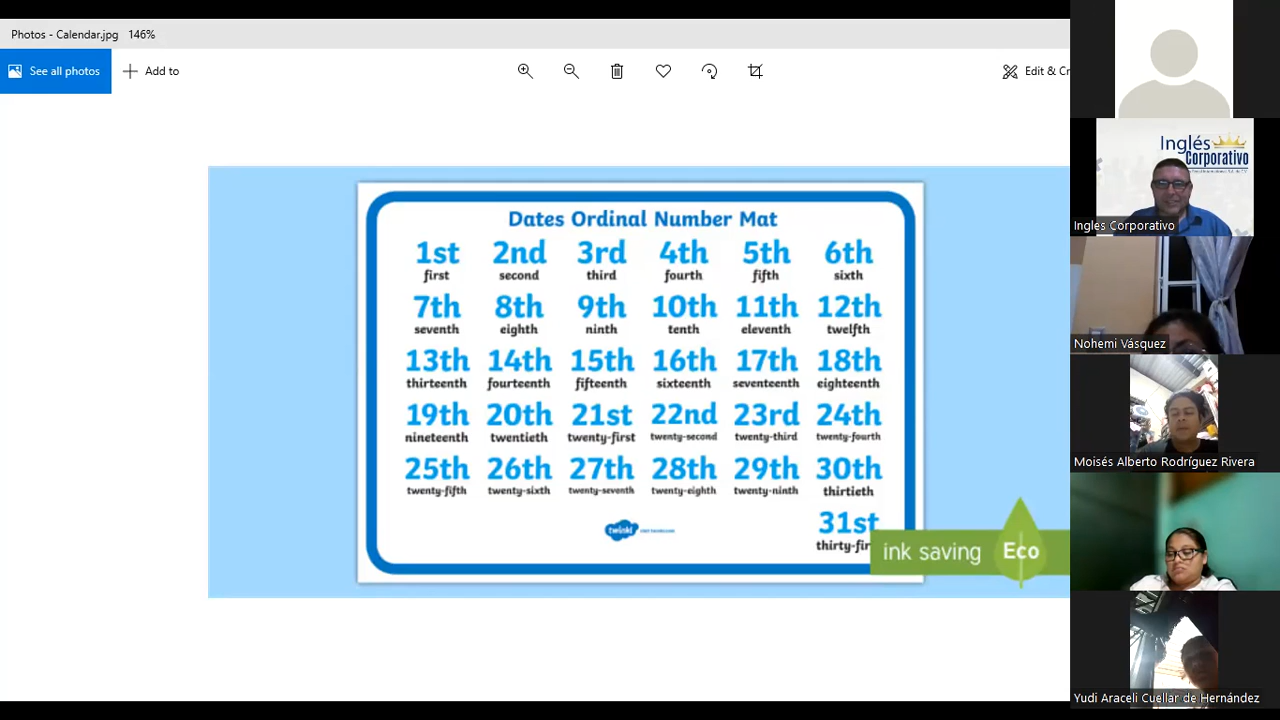 Photos - Calendar.jpg 146%
See all photos
Add to
Edit & Cr
Dates Ordinal Number Mat
1st 2nd 3rd 4th 5th 6th
first second third fourth fifth sixth
7th 8th 9th 10th 11th 12th
seventh eighth ninth tenth eleventh twelfth
13th 14th 15th 16th 17th 18th
thirteenth fourteenth fifteenth sixteenth seventeenth eighteenth
19th 20th 21st 22nd 23rd 24th
nineteenth twentieth twenty-first twenty-second twenty-third twenty-fourth
25th 26th 27th 28th 29th 30th
twenty-fifth twenty-sixth twenty-seventh twenty-eighth twenty-ninth thirtieth
31st
thirty-fir
twinkl
ink saving Eco
Inglés
Corporativo
Ingles Corporativo
Nohemi Vásquez
Moisés Alberto Rodríguez Rivera
Yudi Araceli Cuellar de Hernández